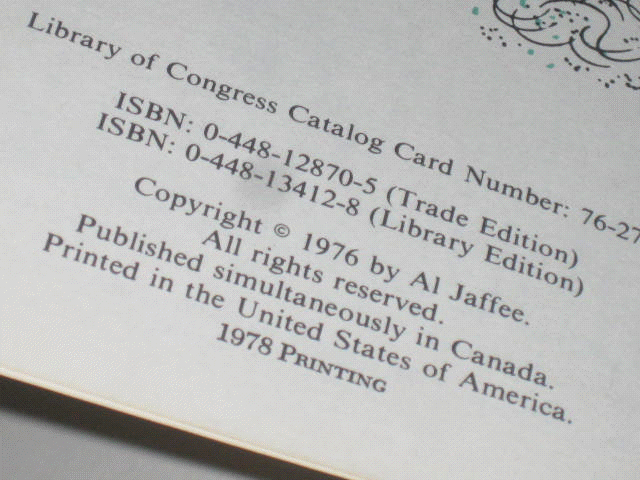 Library of Congress Catalog Card Number: 76-27
ISBN: 0-448-12870-5 (Trade Edition)
ISBN: 0-448-13412-8 (Library Edition)
Copyright © 1976 by Al Jaffee.
All rights reserved.
Published simultaneously in Canada.
Printed in the United States of America.
1978 PRINTING